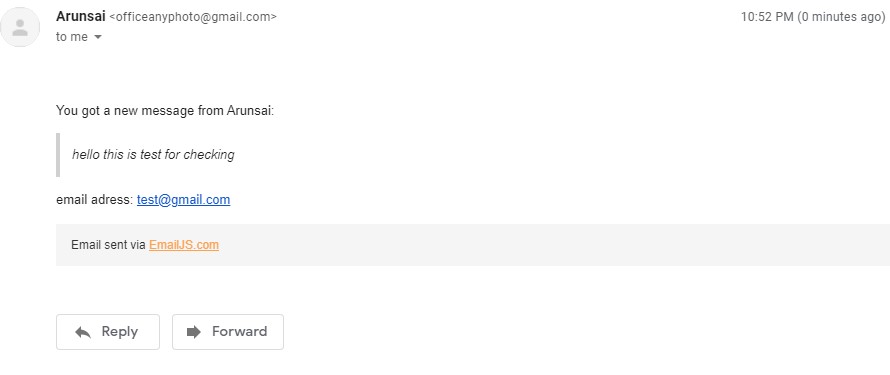 Arunsai <officeanyphoto@gmail.com> 10:52 PM (0 minutes ago)
to me
You got a new message from Arunsai:
hello this is test for checking
email adress: test@gmail.com
Email sent via EmailJS.com
Reply Forward